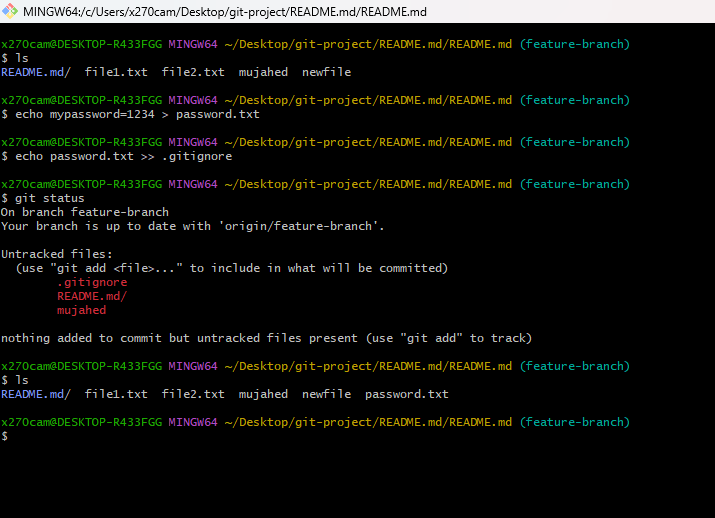 MINGW64:/c/Users/x270cam/Desktop/git-project/README.md/README.md
x270cam@DESKTOP-R433FGG MINGW64 ~/Desktop/git-project/README.md/README.md (feature-branch)
$ ls
README.md/  file1.txt  file2.txt  mujahed  newfile
x270cam@DESKTOP-R433FGG MINGW64 ~/Desktop/git-project/README.md/README.md (feature-branch)
$ echo mypassword=1234 > password.txt
x270cam@DESKTOP-R433FGG MINGW64 ~/Desktop/git-project/README.md/README.md (feature-branch)
$ echo password.txt >> .gitignore
x270cam@DESKTOP-R433FGG MINGW64 ~/Desktop/git-project/README.md/README.md (feature-branch)
$ git status
On branch feature-branch
Your branch is up to date with 'origin/feature-branch'.
Untracked files:
  (use "git add <file>..." to include in what will be committed)
        .gitignore
        README.md/
        mujahed
nothing added to commit but untracked files present (use "git add" to track)
x270cam@DESKTOP-R433FGG MINGW64 ~/Desktop/git-project/README.md/README.md (feature-branch)
$ ls
README.md/  file1.txt  file2.txt  mujahed  newfile  password.txt
x270cam@DESKTOP-R433FGG MINGW64 ~/Desktop/git-project/README.md/README.md (feature-branch)
$